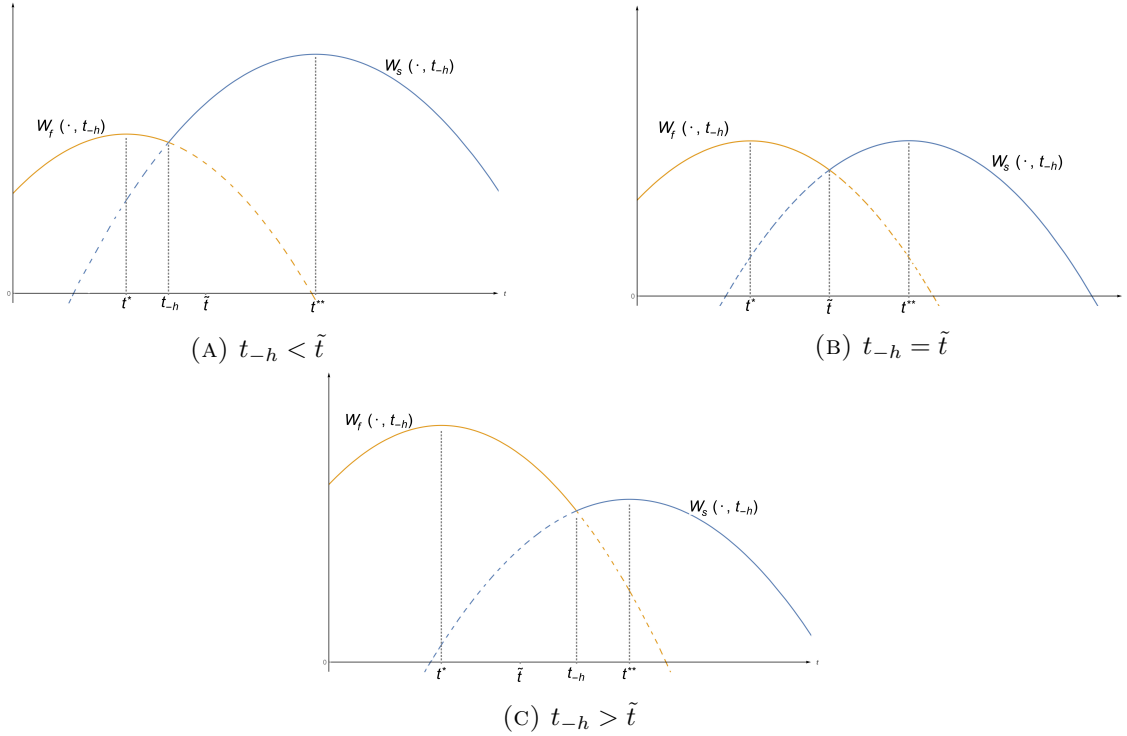 W_f (·, t_{-h})
W_s (·, t_{-h})
0
t* t_{-h} t̃ t** t
(A) t_{-h} < t̃
W_f (·, t_{-h})
W_s (·, t_{-h})
0
t* t̃ t**
(B) t_{-h} = t̃
W_f (·, t_{-h})
W_s (·, t_{-h})
0
t* t̃ t_{-h} t** t
(C) t_{-h} > t̃